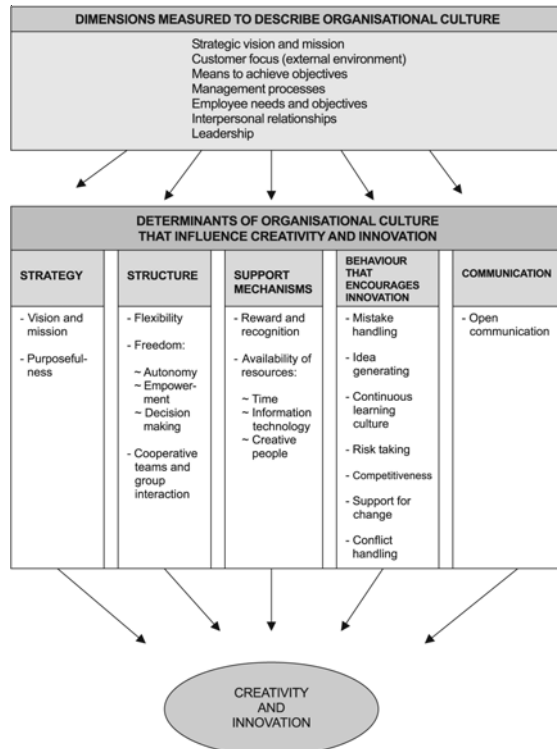 DIMENSIONS MEASURED TO DESCRIBE ORGANISATIONAL CULTURE
Strategic vision and mission
Customer focus (external environment)
Means to achieve objectives
Management processes
Employee needs and objectives
Interpersonal relationships
Leadership
DETERMINANTS OF ORGANISATIONAL CULTURE
THAT INFLUENCE CREATIVITY AND INNOVATION
STRATEGY
- Vision and
mission
- Purposeful-
ness
STRUCTURE
- Flexibility
- Freedom:
~ Autonomy
~ Empower-
ment
~ Decision
making
- Cooperative
teams and
group
interaction
SUPPORT
MECHANISMS
- Reward and
recognition
- Availability of
resources:
~ Time
~ Information
technology
~ Creative
people
BEHAVIOUR
THAT
ENCOURAGES
INNOVATION
- Mistake
handling
- Idea
generating
- Continuous
learning
culture
- Risk taking
- Competitiveness
- Support for
change
- Conflict
handling
COMMUNICATION
- Open
communication
CREATIVITY
AND
INNOVATION